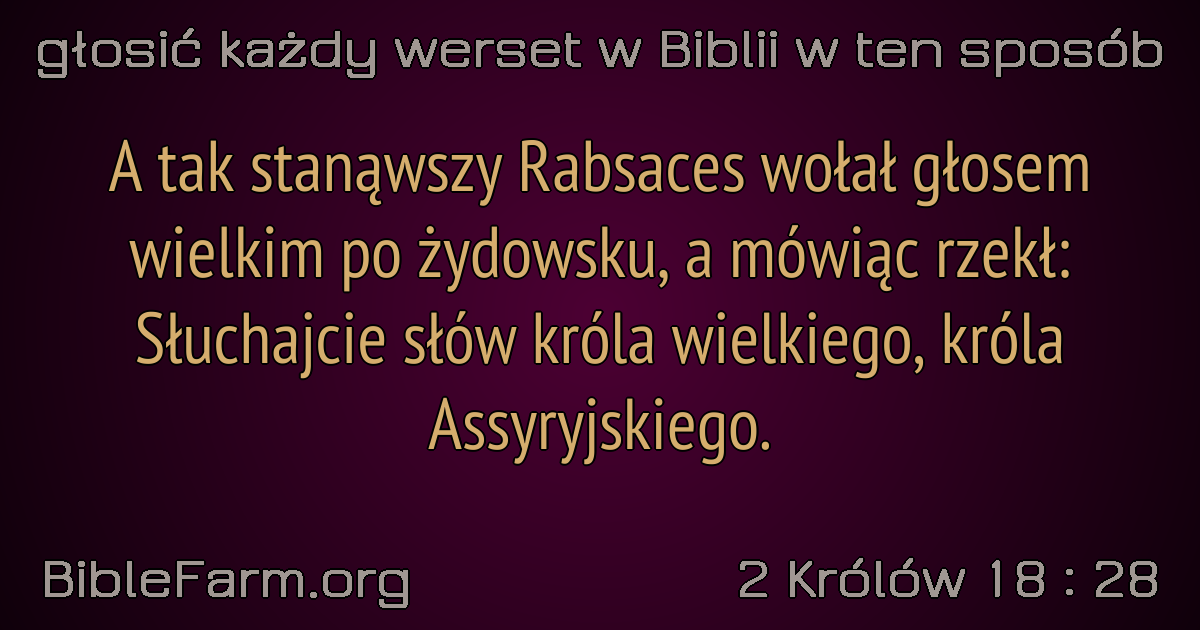 głosić każdy werset w Biblii w ten sposób
A tak stanąwszy Rabsaces wołał głosem
wielkim po żydowsku, a mówiąc rzekł:
Słuchajcie słów króla wielkiego, króla
Assyryjskiego.
BibleFarm.org
2 Królów 18 : 28